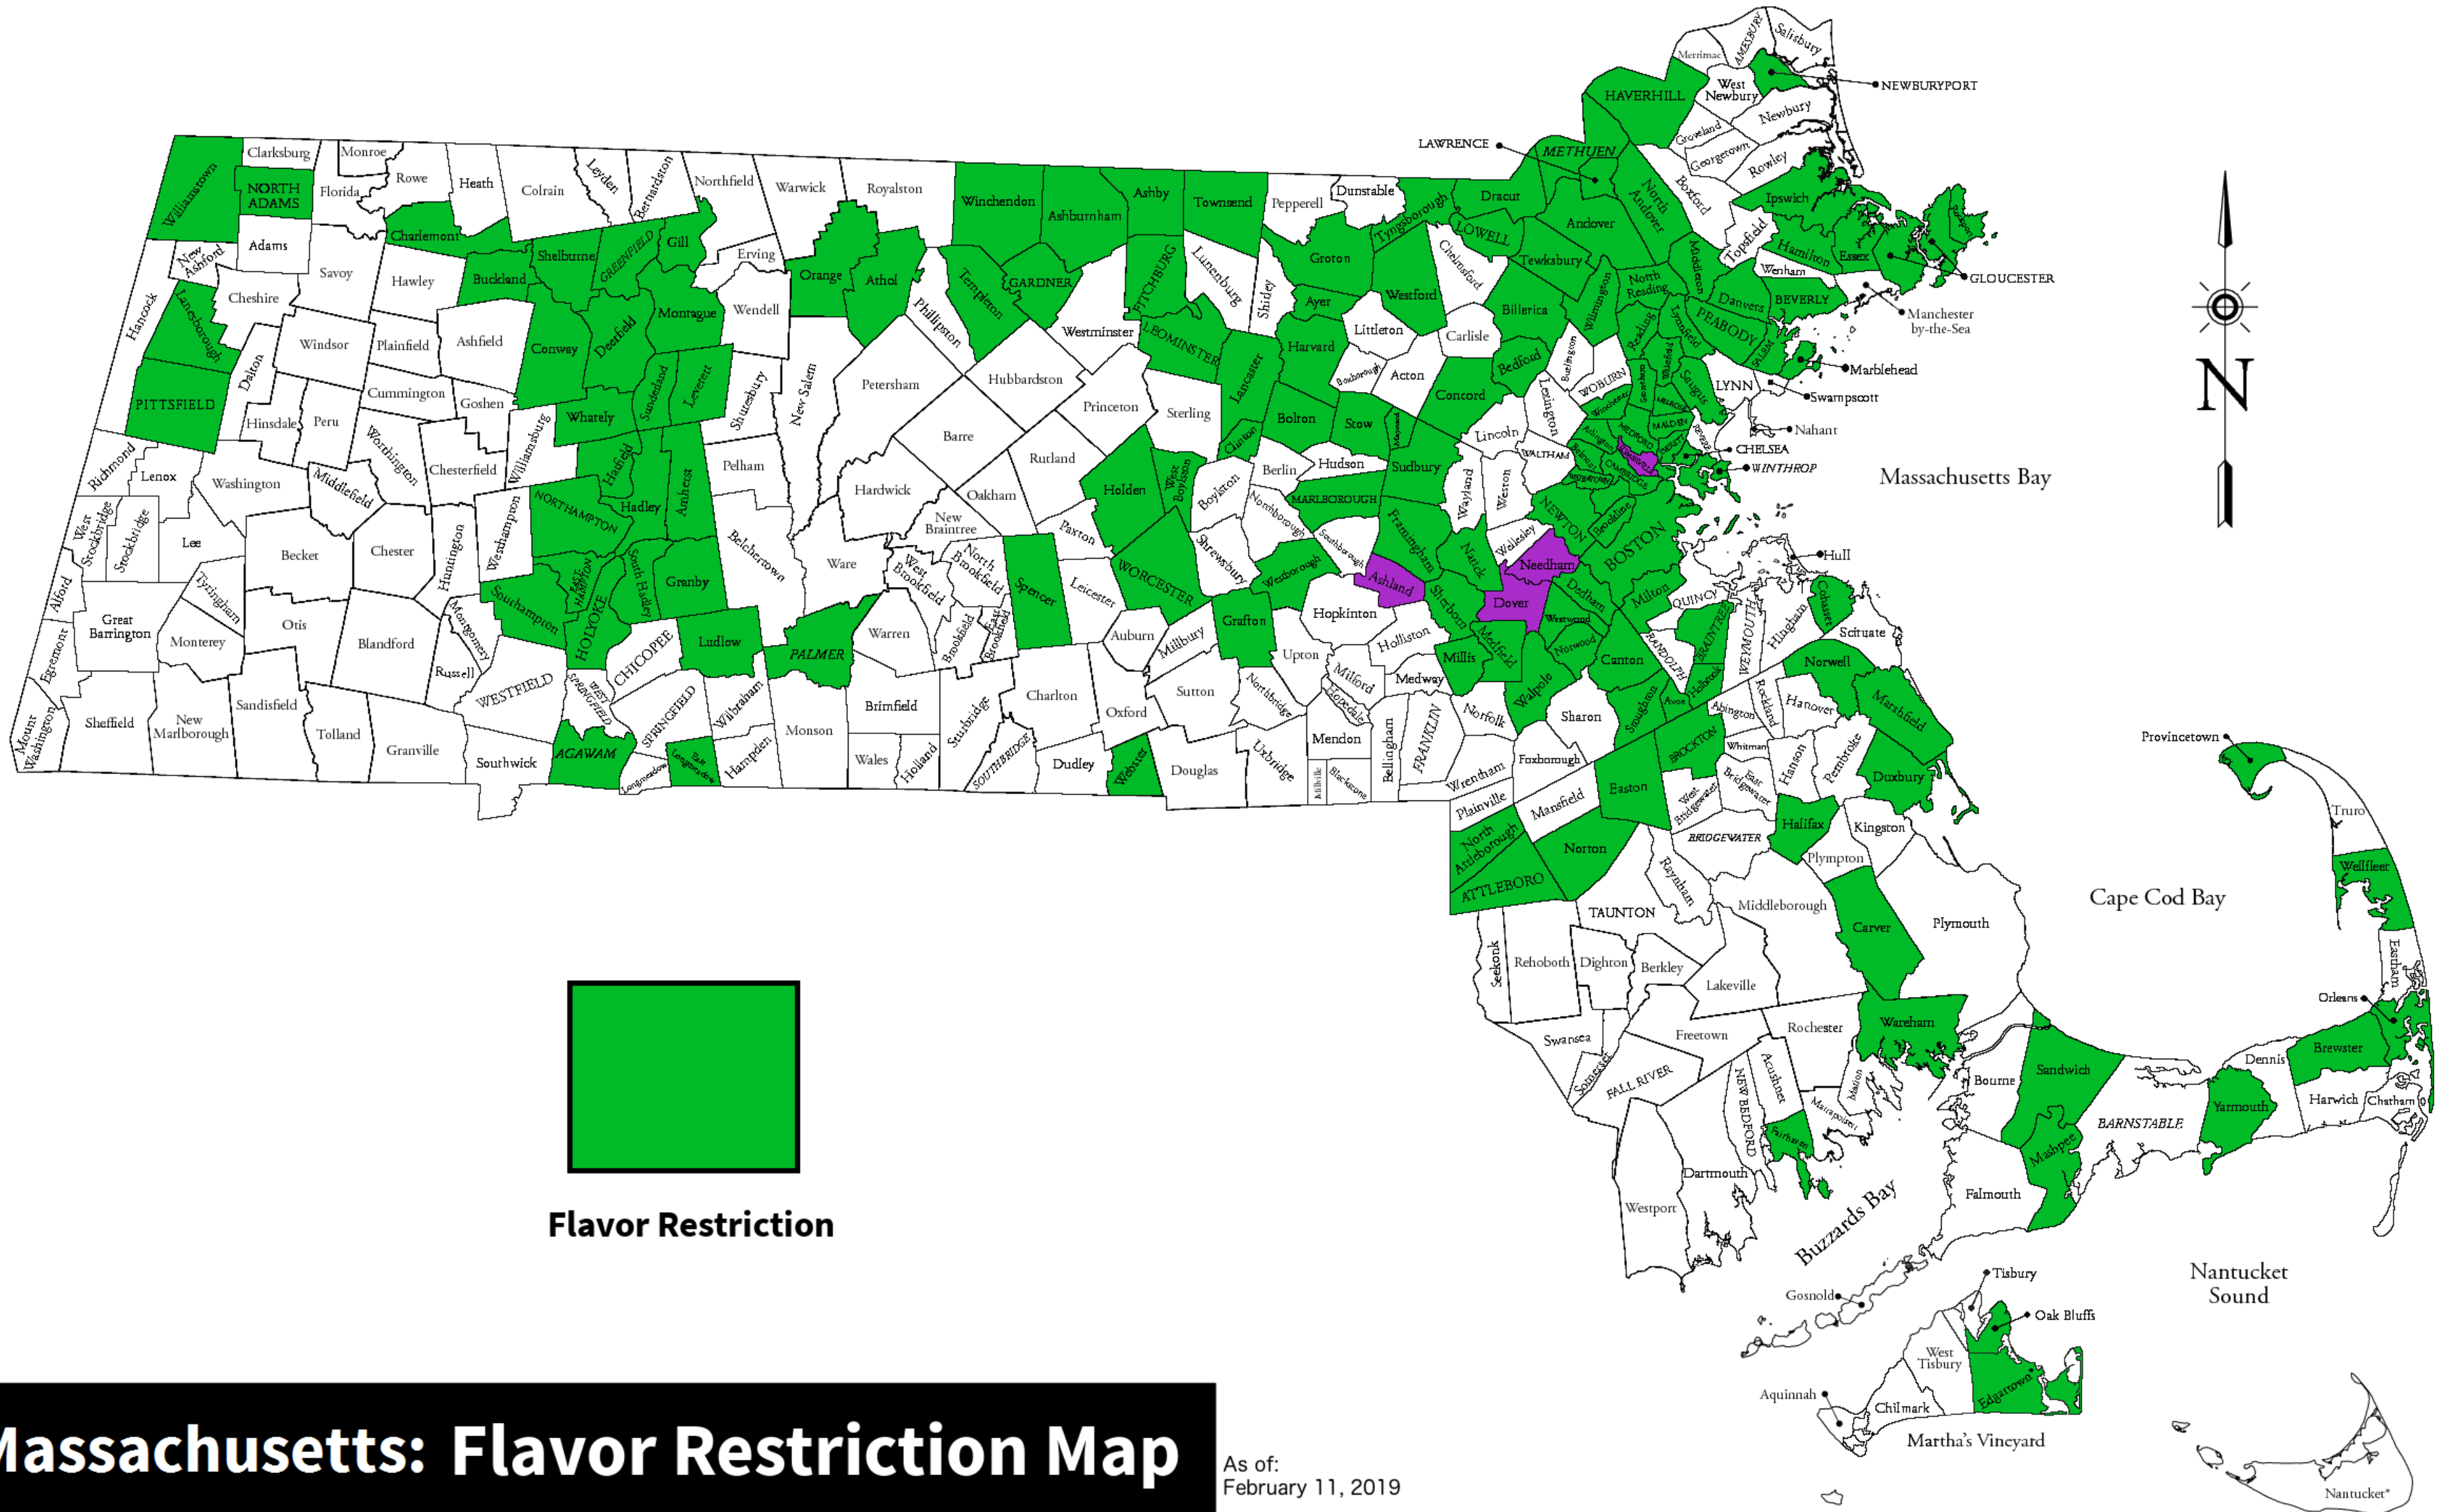 AMESBURY
Salisbury
Merrimac
NEWBURYPORT
West
Newbury
HAVERHILL
Newbury
Groveland
LAWRENCE
METHUEN
Georgetown
Rowley
Clarksburg
Monroe
Rowe
Heath
Colrain
Leyden
Bernardston
Northfield
Warwick
Royalston
Winchendon
Ashburnham
Ashby
Townsend
Pepperell
Dunstable
Tyngsborough
Dracut
Andover
North
Andover
Boxford
Ipswich
Rockport
Williamstown
NORTH
ADAMS
Florida
Charlemont
Adams
Shelburne
GREENFIELD
Gill
Erving
Orange
Athol
Templeton
GARDNER
FITCHBURG
Lunenburg
Shirley
Groton
Westford
Chelmsford
LOWELL
Tewksbury
Wilmington
North
Reading
Middleton
Topsfield
Hamilton
Wenham
Essex
GLOUCESTER
New
Ashford
Hancock
Lanesborough
Cheshire
Savoy
Hawley
Buckland
Montague
Wendell
Phillipston
Westminster
LEOMINSTER
Ayer
Littleton
Billerica
Carlisle
Reading
Lynnfield
Danvers
BEVERLY
PEABODY
SALEM
Manchester
by-the-Sea
N
Marblehead
PITTSFIELD
Dalton
Windsor
Plainfield
Ashfield
Conway
Deerfield
Sunderland
Leverett
Shutesbury
New Salem
Petersham
Hubbardston
Princeton
Sterling
Lancaster
Harvard
Boxborough
Acton
Concord
Bedford
Burlington
WOBURN
Stoneham
Wakefield
Saugus
LYNN
Swampscott
Nahant
Hinsdale
Peru
Cummington
Goshen
Worthington
Chesterfield
Williamsburg
Whately
Hatfield
Hadley
Amherst
Pelham
Barre
Rutland
Holden
West
Boylston
Clinton
Bolton
Stow
Maynard
Lincoln
Lexington
Winchester
MELROSE
MALDEN
MEDFORD
EVERETT
REVERE
Arlington
Belmont
CAMBRIDGE
CHELSEA
WINTHROP
Massachusetts Bay
Richmond
Lenox
Washington
Middlefield
Hardwick
Oakham
Boylston
Berlin
Hudson
MARLBOROUGH
Sudbury
Wayland
Weston
WALTHAM
NEWTON
Brookline
BOSTON
West
Stockbridge
Stockbridge
Lee
Becket
Chester
Huntington
Westhampton
NORTHAMPTON
Belchertown
Ware
New
Braintree
Paxton
Shrewsbury
Northborough
Southborough
Westborough
Framingham
Natick
Wellesley
Needham
Hull
Alford
Tyringham
Great
Barrington
Monterey
Otis
Blandford
Montgomery
Russell
Southampton
EAST
HAMPTON
HOLYOKE
South Hadley
Granby
Ludlow
CHICOPEE
PALMER
Warren
West
Brookfield
North
Brookfield
Brookfield
East
Brookfield
Spencer
Leicester
WORCESTER
Auburn
Millbury
Grafton
Upton
Hopkinton
Ashland
Holliston
Sherborn
Dover
Dedham
Westwood
Norwood
Milton
QUINCY
BRAINTREE
WEYMOUTH
Hingham
Cohasset
Scituate
Egremont
Mount
Washington
Sheffield
New
Marlborough
Sandisfield
Tolland
Granville
WESTFIELD
Southwick
WEST
SPRINGFIELD
AGAWAM
SPRINGFIELD
Longmeadow
East
Longmeadow
Wilbraham
Hampden
Monson
Brimfield
Wales
Holland
Sturbridge
SOUTHBRIDGE
Charlton
Dudley
Oxford
Webster
Sutton
Douglas
Northbridge
Uxbridge
Milford
Hopedale
Mendon
Millville
Blackstone
Bellingham
Medway
FRANKLIN
Millis
Medfield
Norfolk
Walpole
Wrentham
Sharon
Canton
Stoughton
RANDOLPH
Holbrook
Avon
Norwell
Marshfield
Rockland
Hanover
Abington
Whitman
BROCKTON
Foxborough
Plainville
Mansfield
Easton
West
Bridgewater
East
Bridgewater
Hanson
Pembroke
Duxbury
Provincetown
Truro
North
Attleborough
ATTLEBORO
Norton
BRIDGEWATER
Halifax
Kingston
Plympton
Raynham
TAUNTON
Middleborough
Carver
Plymouth
Cape Cod Bay
Wellfleet
Eastham
Orleans
Seekonk
Rehoboth
Dighton
Berkley
Lakeville
Swansea
Somerset
Freetown
Rochester
Wareham
FALL RIVER
NEW BEDFORD
Acushnet
Marion
Mattapoisett
Fairhaven
Dartmouth
Westport
Bourne
Sandwich
Mashpee
Falmouth
BARNSTABLE
Yarmouth
Dennis
Brewster
Harwich
Chatham
Buzzards Bay
Nantucket
Sound
Flavor Restriction
Gosnold
Tisbury
Oak Bluffs
West
Tisbury
Edgartown*
Aquinnah
Chilmark
Martha's Vineyard
Nantucket*
Massachusetts: Flavor Restriction Map
As of:
February 11, 2019